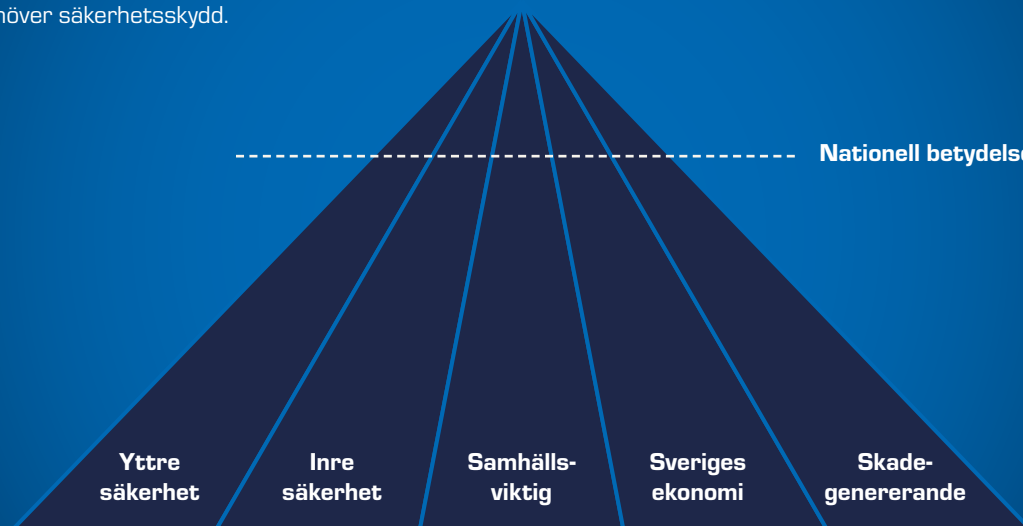 höver säkerhetsskydd.
Nationell betydelse
Yttre
säkerhet
Inre
säkerhet
Samhälls-
viktig
Sveriges
ekonomi
Skade-
genererande